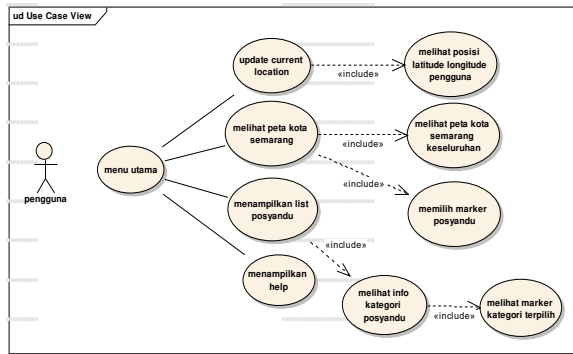 ud Use Case View
update current
location
«include»
melihat posisi
latitude longitude
pengguna
melihat peta kota
semarang
«include»
melihat peta kota
semarang
keseluruhan
«include»
memilih marker
posyandu
pengguna
menu utama
menampilkan list
posyandu
«include»
menampilkan
help
melihat info
kategori
posyandu
«include»
melihat marker
kategori terpilih